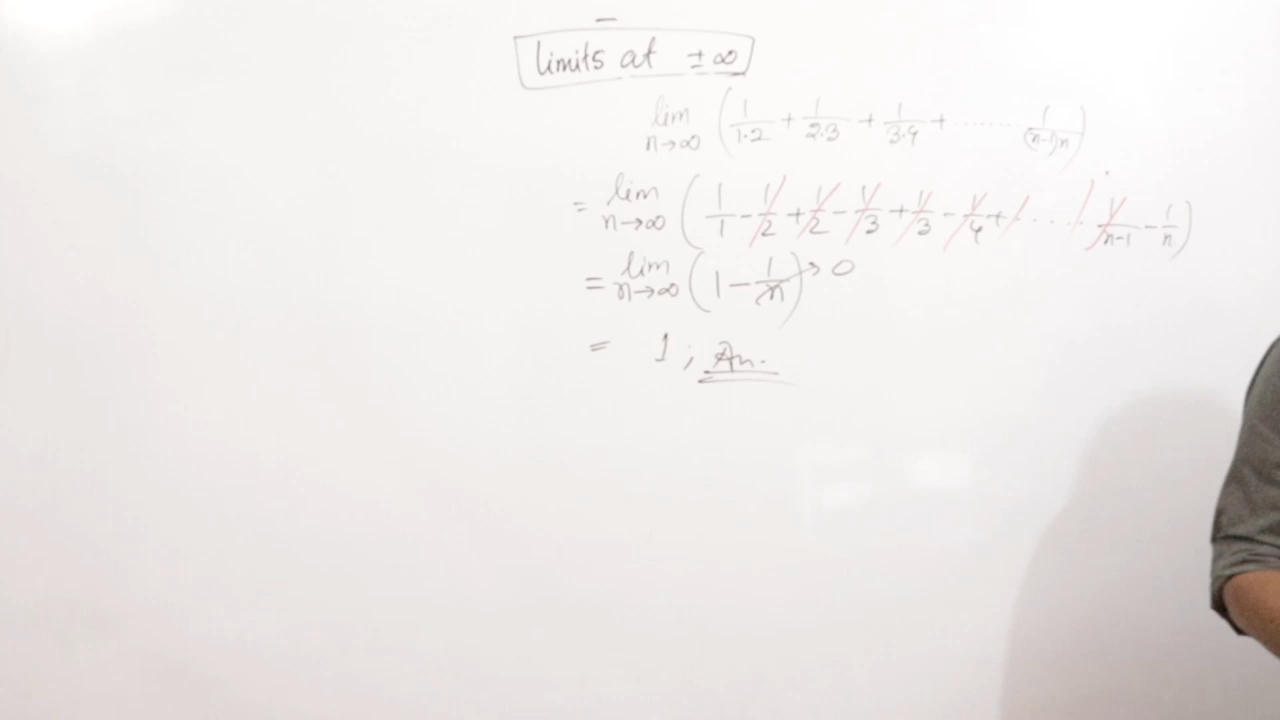 limits at ±∞
lim n→∞ (1/1·2 + 1/2·3 + 1/3·4 + ........ 1/(n-1)n)
= lim n→∞ (1/1 - 1/2 + 1/2 - 1/3 + 1/3 - 1/4 + ..... 1/n-1 - 1/n)
= lim n→∞ (1 - 1/n) → 0
= 1 ; An.